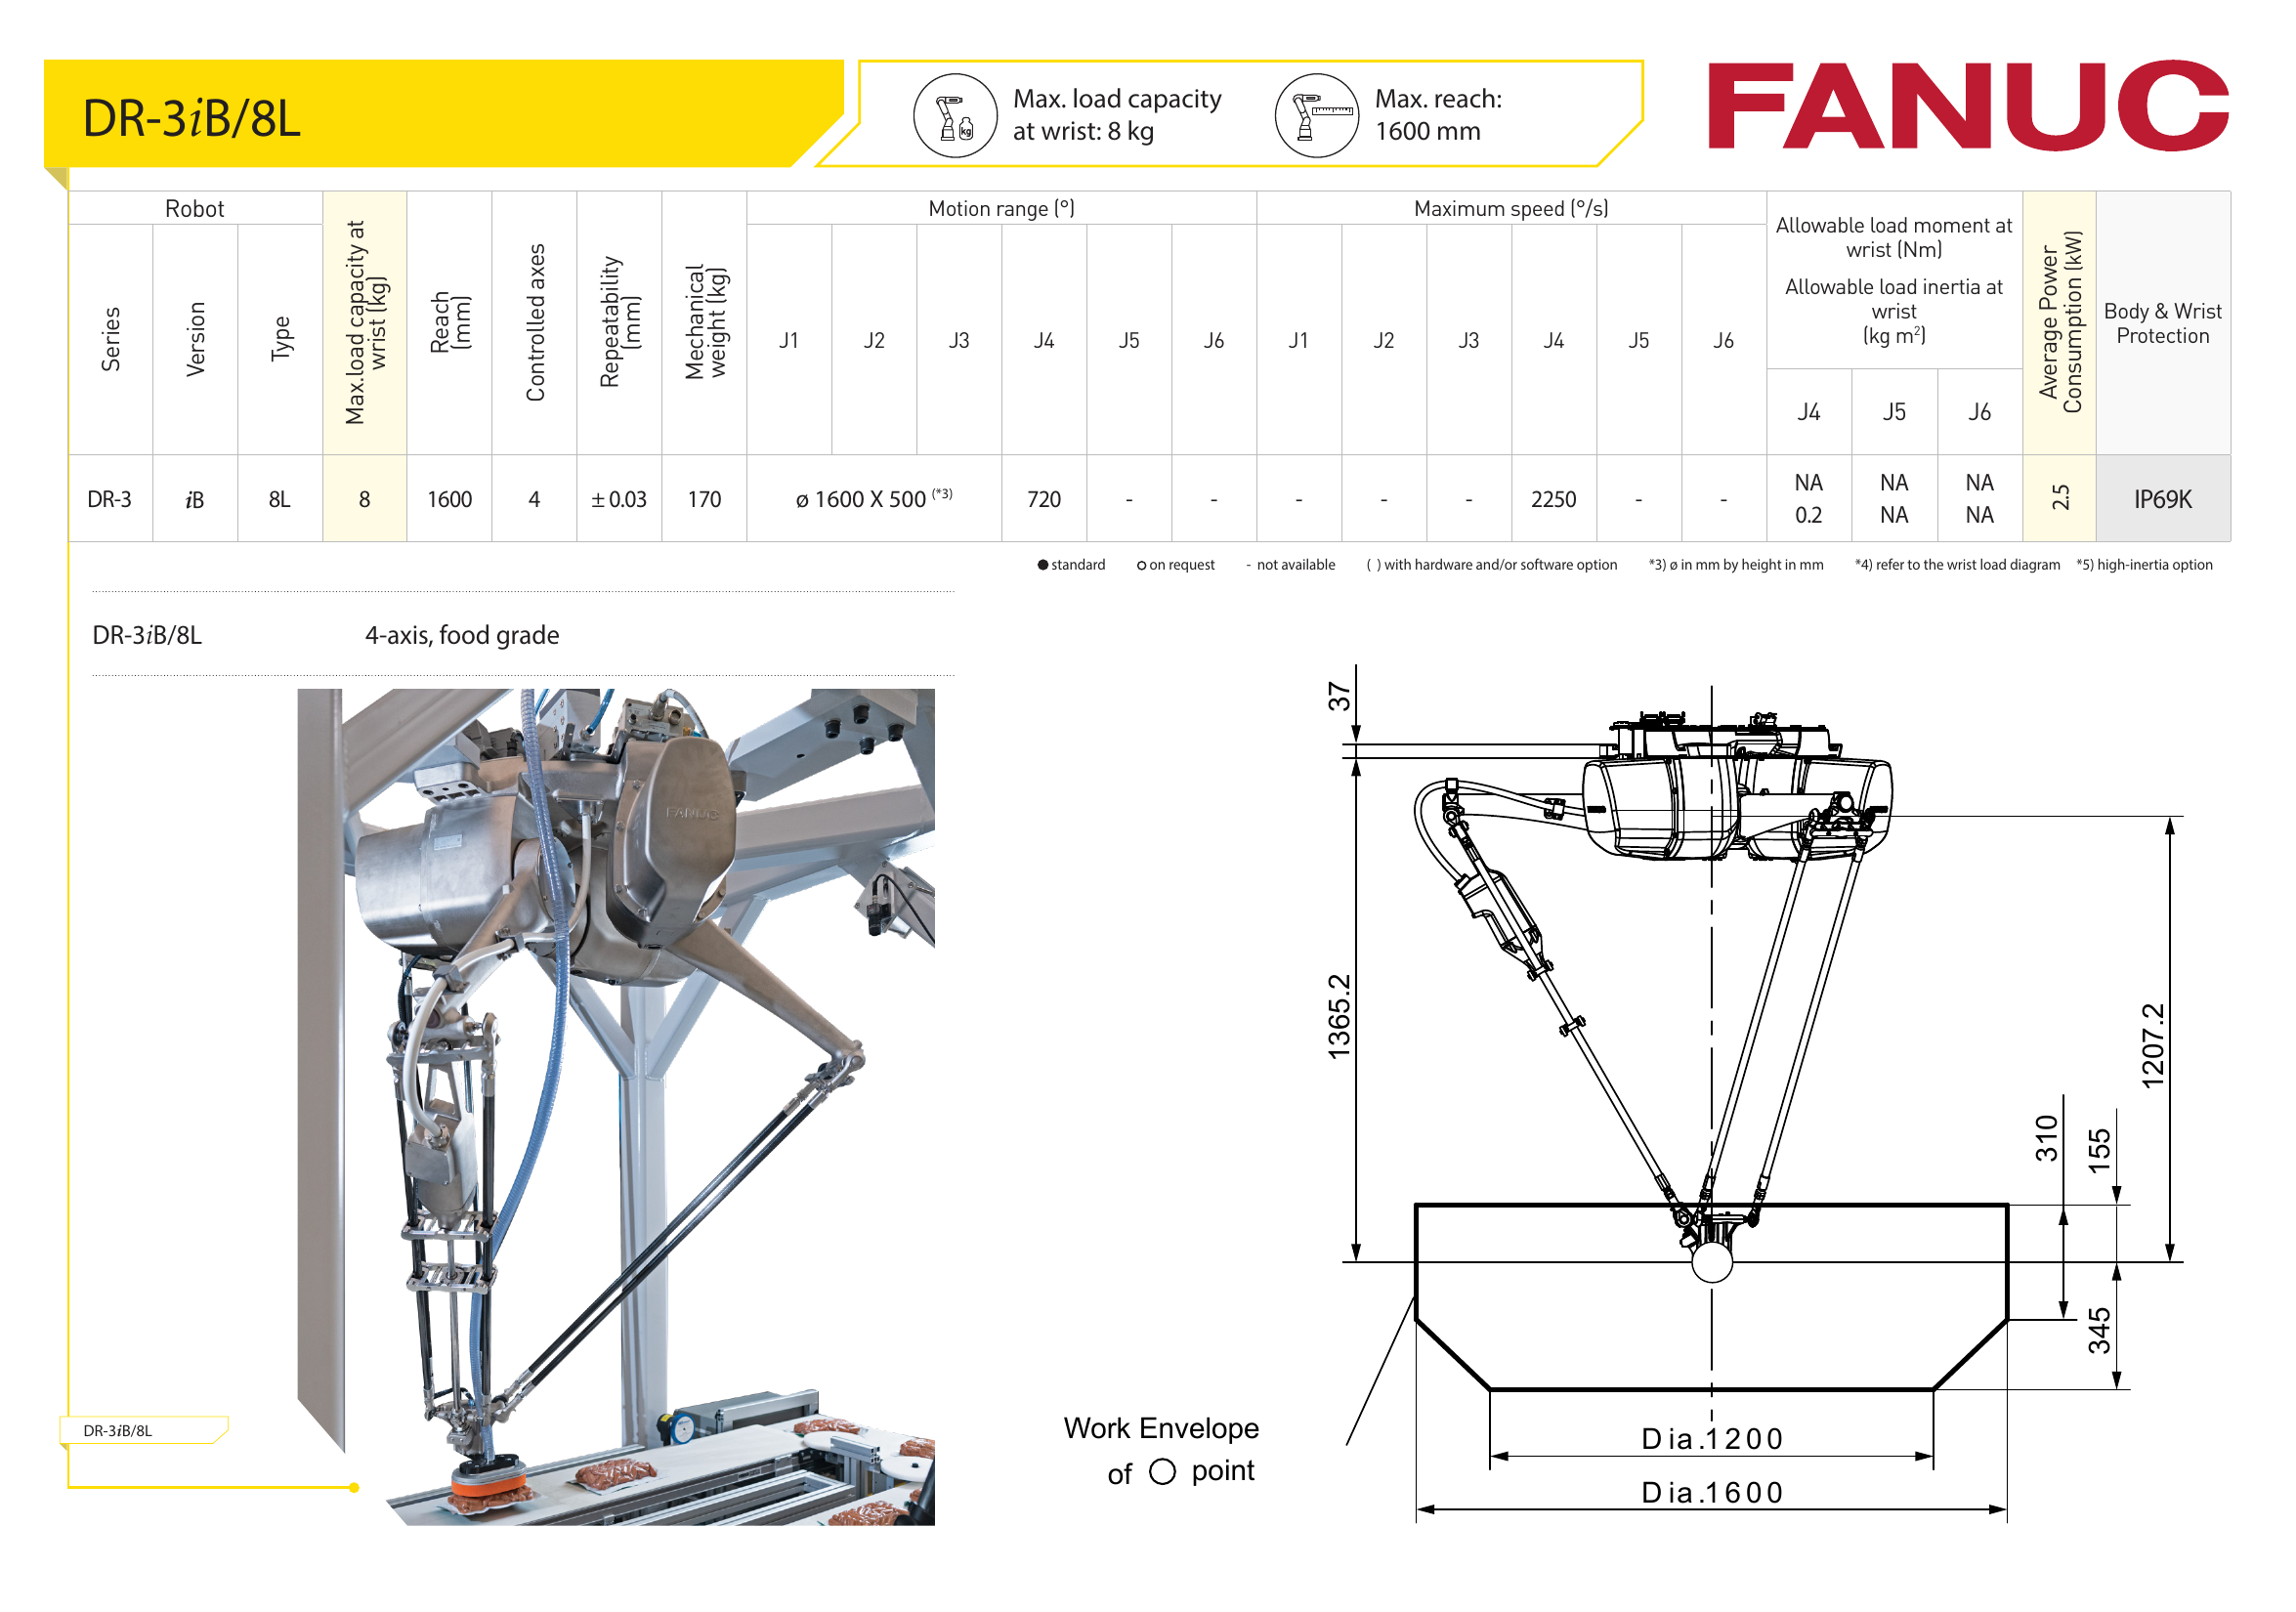 DR-3iB/8L
Max. load capacity
at wrist: 8 kg
Max. reach:
1600 mm
FANUC
Robot
Series
Version
Type
Max.load capacity at
wrist (kg)
Reach
(mm)
Controlled axes
Repeatability
(mm)
Mechanical
weight (kg)
Motion range (°)
J1 J2 J3 J4 J5 J6
Maximum speed (°/s)
J1 J2 J3 J4 J5 J6
Allowable load moment at
wrist (Nm)
Allowable load inertia at
wrist
(kg m²)
J4 J5 J6
Average Power
Consumption (kW)
Body & Wrist
Protection
DR-3 iB 8L 8 1600 4 ± 0.03 170 ø 1600 X 500 (*3) 720 - - - - - 2250 - - NA NA NA 2.5 IP69K
0.2 NA NA
● standard ○ on request - not available ( ) with hardware and/or software option *3) ø in mm by height in mm *4) refer to the wrist load diagram *5) high-inertia option
DR-3iB/8L 4-axis, food grade
FANUC
37
1365.2
1207.2
310
155
345
Work Envelope
of ○ point
Dia.1200
Dia.1600
DR-3iB/8L